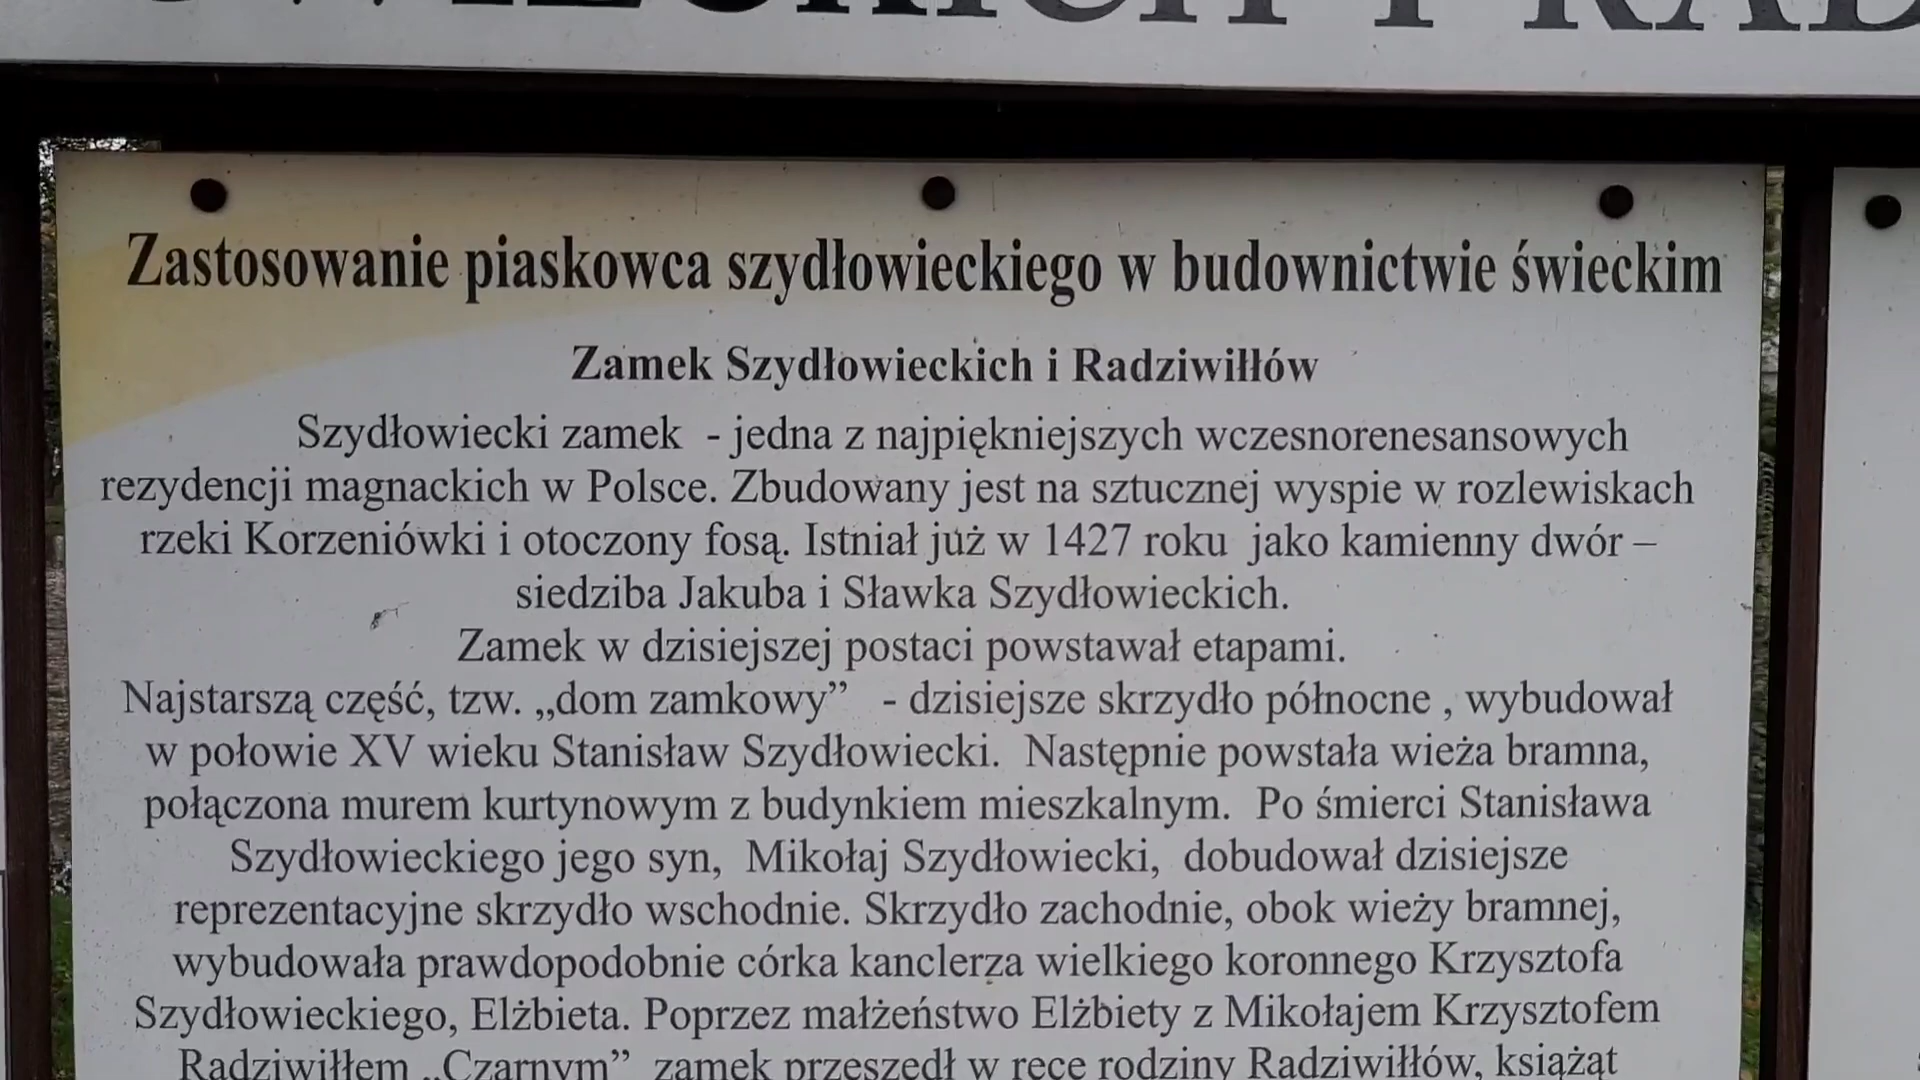 Zastosowanie piaskowca szydłowieckiego w budownictwie świeckim
Zamek Szydłowieckich i Radziwiłłów
Szydłowiecki zamek - jedna z najpiękniejszych wczesnorenesansowych
rezydencji magnackich w Polsce. Zbudowany jest na sztucznej wyspie w rozlewiskach
rzeki Korzeniówki i otoczony fosą. Istniał już w 1427 roku jako kamienny dwór –
siedziba Jakuba i Sławka Szydłowieckich.
Zamek w dzisiejszej postaci powstawał etapami.
Najstarszą część, tzw. „dom zamkowy” - dzisiejsze skrzydło północne , wybudował
w połowie XV wieku Stanisław Szydłowiecki. Następnie powstała wieża bramna,
połączona murem kurtynowym z budynkiem mieszkalnym. Po śmierci Stanisława
Szydłowieckiego jego syn, Mikołaj Szydłowiecki, dobudował dzisiejsze
reprezentacyjne skrzydło wschodnie. Skrzydło zachodnie, obok wieży bramnej,
wybudowała prawdopodobnie córka kanclerza wielkiego koronnego Krzysztofa
Szydłowieckiego, Elżbieta. Poprzez małżeństwo Elżbiety z Mikołajem Krzysztofem
Radziwiłłem „Czarnym” zamek przeszedł w ręce rodziny Radziwiłłów, książąt